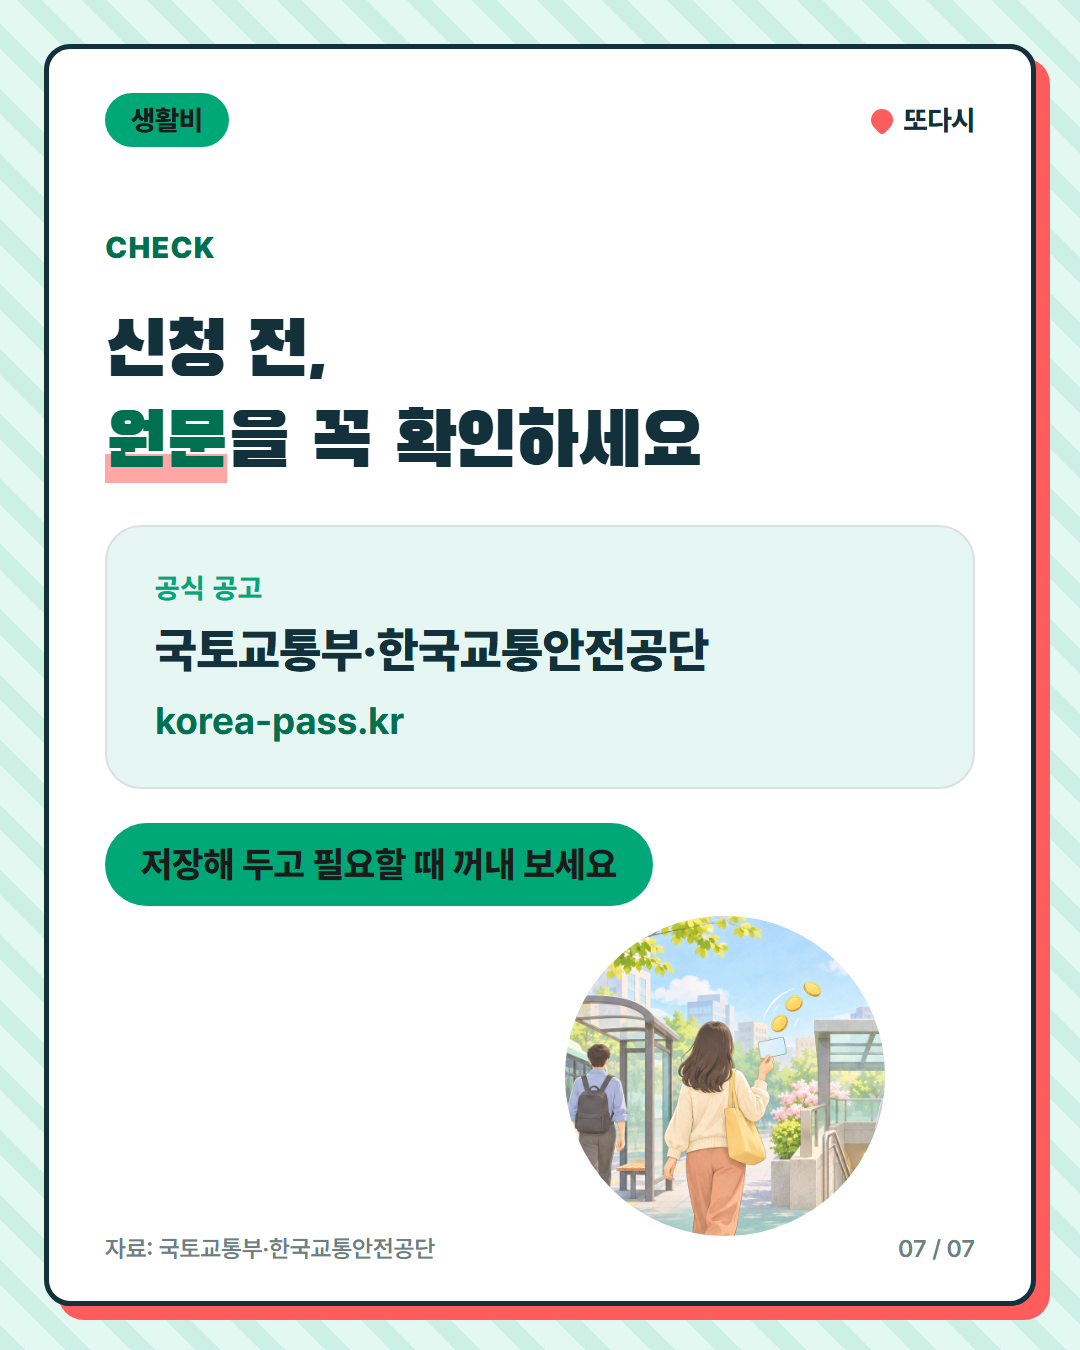 생활비
또다시
CHECK
신청 전,
원문을 꼭 확인하세요
공식 공고
국토교통부·한국교통안전공단
korea-pass.kr
저장해 두고 필요할 때 꺼내 보세요
자료: 국토교통부·한국교통안전공단
07 / 07